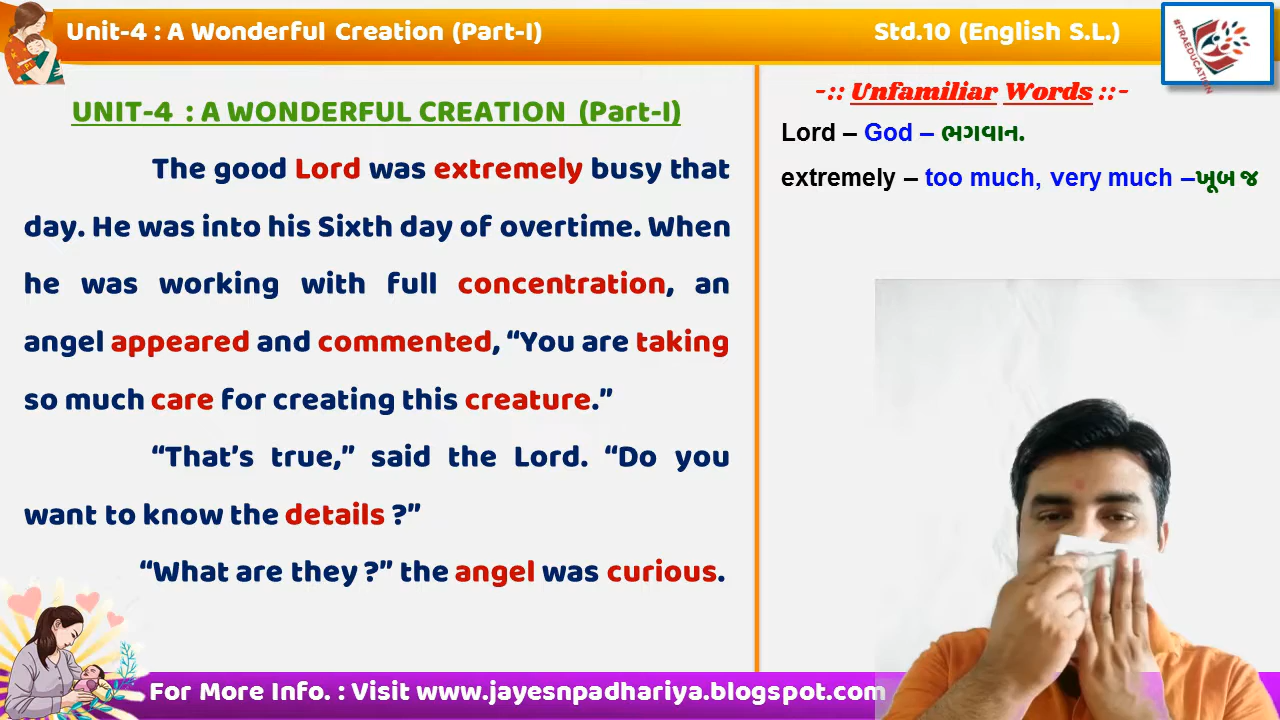 Unit-4 : A Wonderful Creation (Part-I)
Std.10 (English S.L.)
#FRAEDUCATION
UNIT-4 : A WONDERFUL CREATION (Part-I)
The good Lord was extremely busy that
day. He was into his Sixth day of overtime. When
he was working with full concentration, an
angel appeared and commented, “You are taking
so much care for creating this creature.”
“That’s true,” said the Lord. “Do you
want to know the details ?”
“What are they ?” the angel was curious.
-:: Unfamiliar Words ::-
Lord – God – ભગવાન.
extremely – too much, very much –ખૂબ જ
For More Info. : Visit www.jayesnpadhariya.blogspot.com